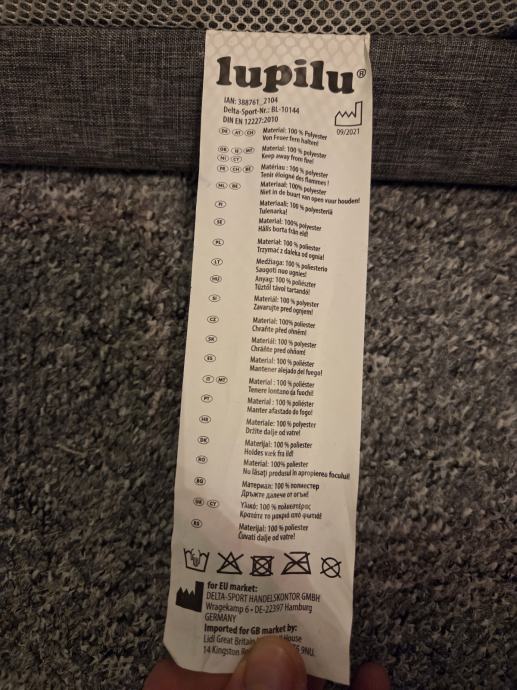 lupilu®
IAN: 388761_2104
Delta-Sport-Nr.: BL-10144
DIN EN 12227:2010
09/2021
DE AT CH Material: 100 % Polyester
Von Feuer fern halten!
GB IE MT Material: 100 % Polyester
NI CY Keep away from fire!
FR CH BE Matériau : 100 % polyester
Tenir éloigné des flammes !
NL BE Materiaal: 100% polyester
Niet in de buurt van open vuur houden!
FI Materiaali: 100 % polyesteriä
Tulenarka!
SE Material: 100 % polyester
Hålls borta från eld!
PL Materiał: 100 % poliester
Trzymać z daleka od ognia!
LT Medžiaga: 100 % poliesterio
Saugoti nuo ugnies!
HU Anyag: 100 % poliészter
Tűztől távol tartandó!
SI Material: 100 % poliester
Zavarujte pred ognjem!
CZ Materiál: 100 % polyester
Chraňte před ohněm!
SK Materiál: 100 % polyester
Chráňte pred ohňom!
ES Material: 100 % poliéster
Mantener alejado del fuego!
IT MT Material: 100 % poliestere
Tenere lontano da fuochi!
PT Material : 100 % poliéster
Manter afastado do fogo!
HR Materiale: 100 % polyester
Držite dalje od vatre!
DK Materijal: 100 % poliester
Holdes væk fra ild!
RO Material: 100% poliester
Nu lăsați produsul în apropierea focului!
BG Материал: 100 % полиестер
Дръжте далече от огън!
GR CY Υλικό: 100 % πολυεστέρας
Κρατάτε το μακριά από φωτιά!
Materijal: 100 % poliester
Čuvati dalje od vatre!
for EU market:
DELTA-SPORT HANDELSKONTOR GMBH
Wragekamp 6 • DE-22397 Hamburg
GERMANY
Imported for GB market by:
Lidl Great Britain House
14 Kingston 9NU.